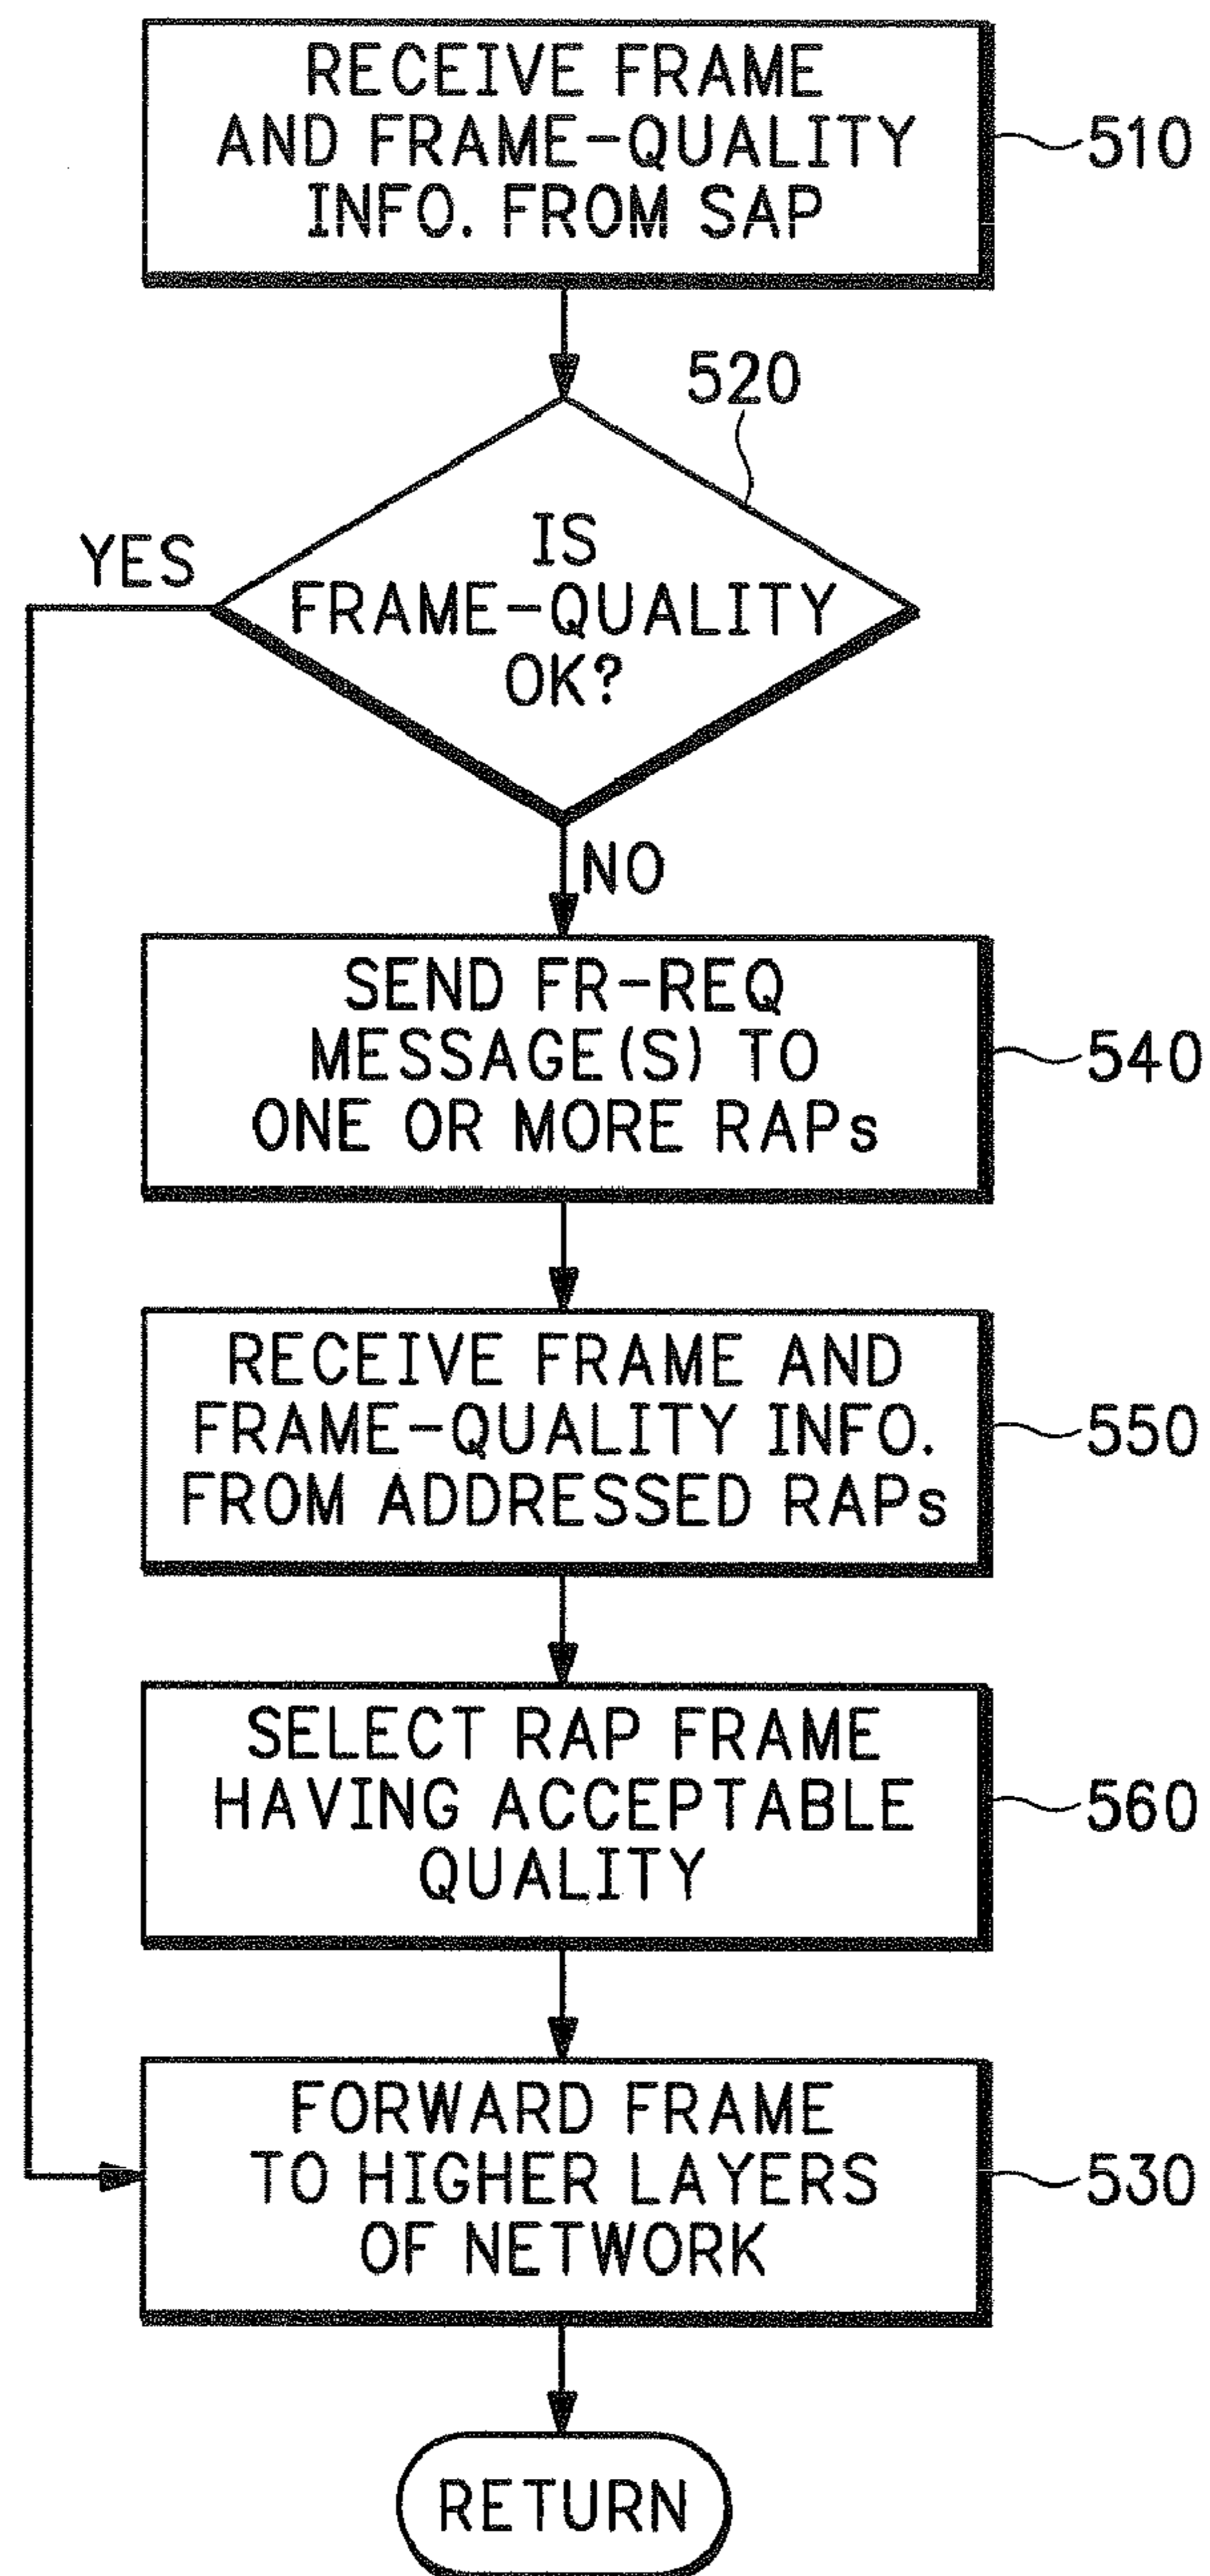 RECEIVE FRAME
AND FRAME-QUALITY
INFO. FROM SAP
510
520
YES
IS
FRAME-QUALITY
OK?
NO
SEND FR-REQ
MESSAGE(S) TO
ONE OR MORE RAPs
540
RECEIVE FRAME AND
FRAME-QUALITY INFO.
FROM ADDRESSED RAPs
550
SELECT RAP FRAME
HAVING ACCEPTABLE
QUALITY
560
FORWARD FRAME
TO HIGHER LAYERS
OF NETWORK
530
RETURN